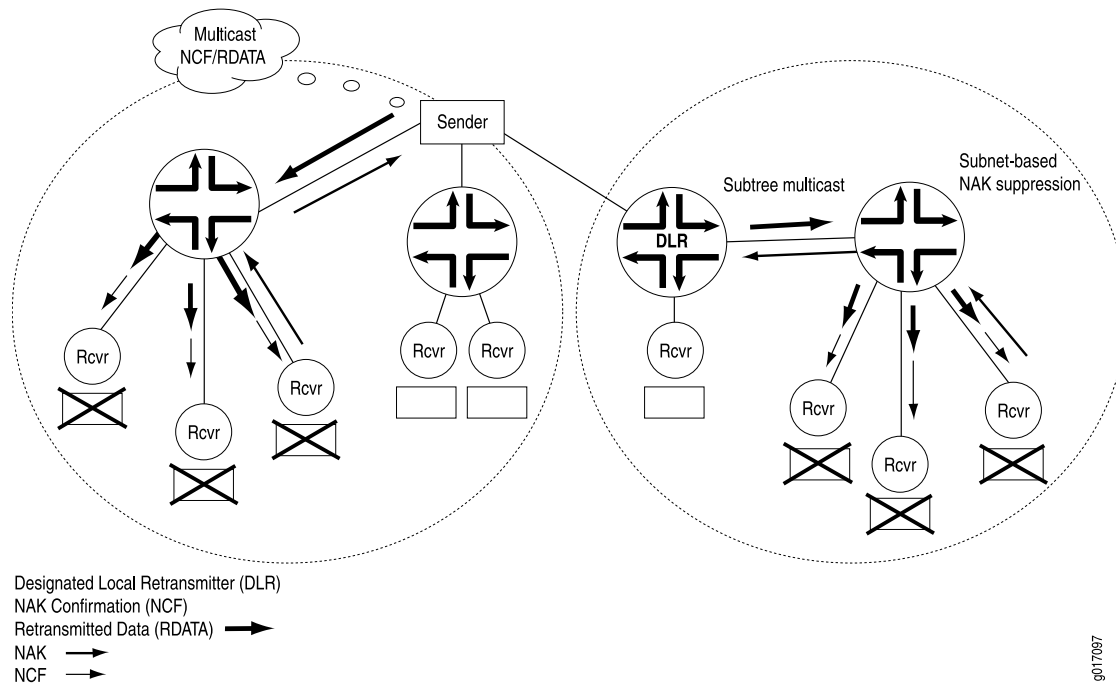 Multicast
NCF/RDATA
Sender
Subtree multicast
Subnet-based
NAK suppression
DLR
Rcvr
Rcvr
Rcvr
Rcvr
Rcvr
Rcvr
Rcvr
Rcvr
Rcvr
Designated Local Retransmitter (DLR)
NAK Confirmation (NCF)
Retransmitted Data (RDATA)
NAK
NCF
g017097